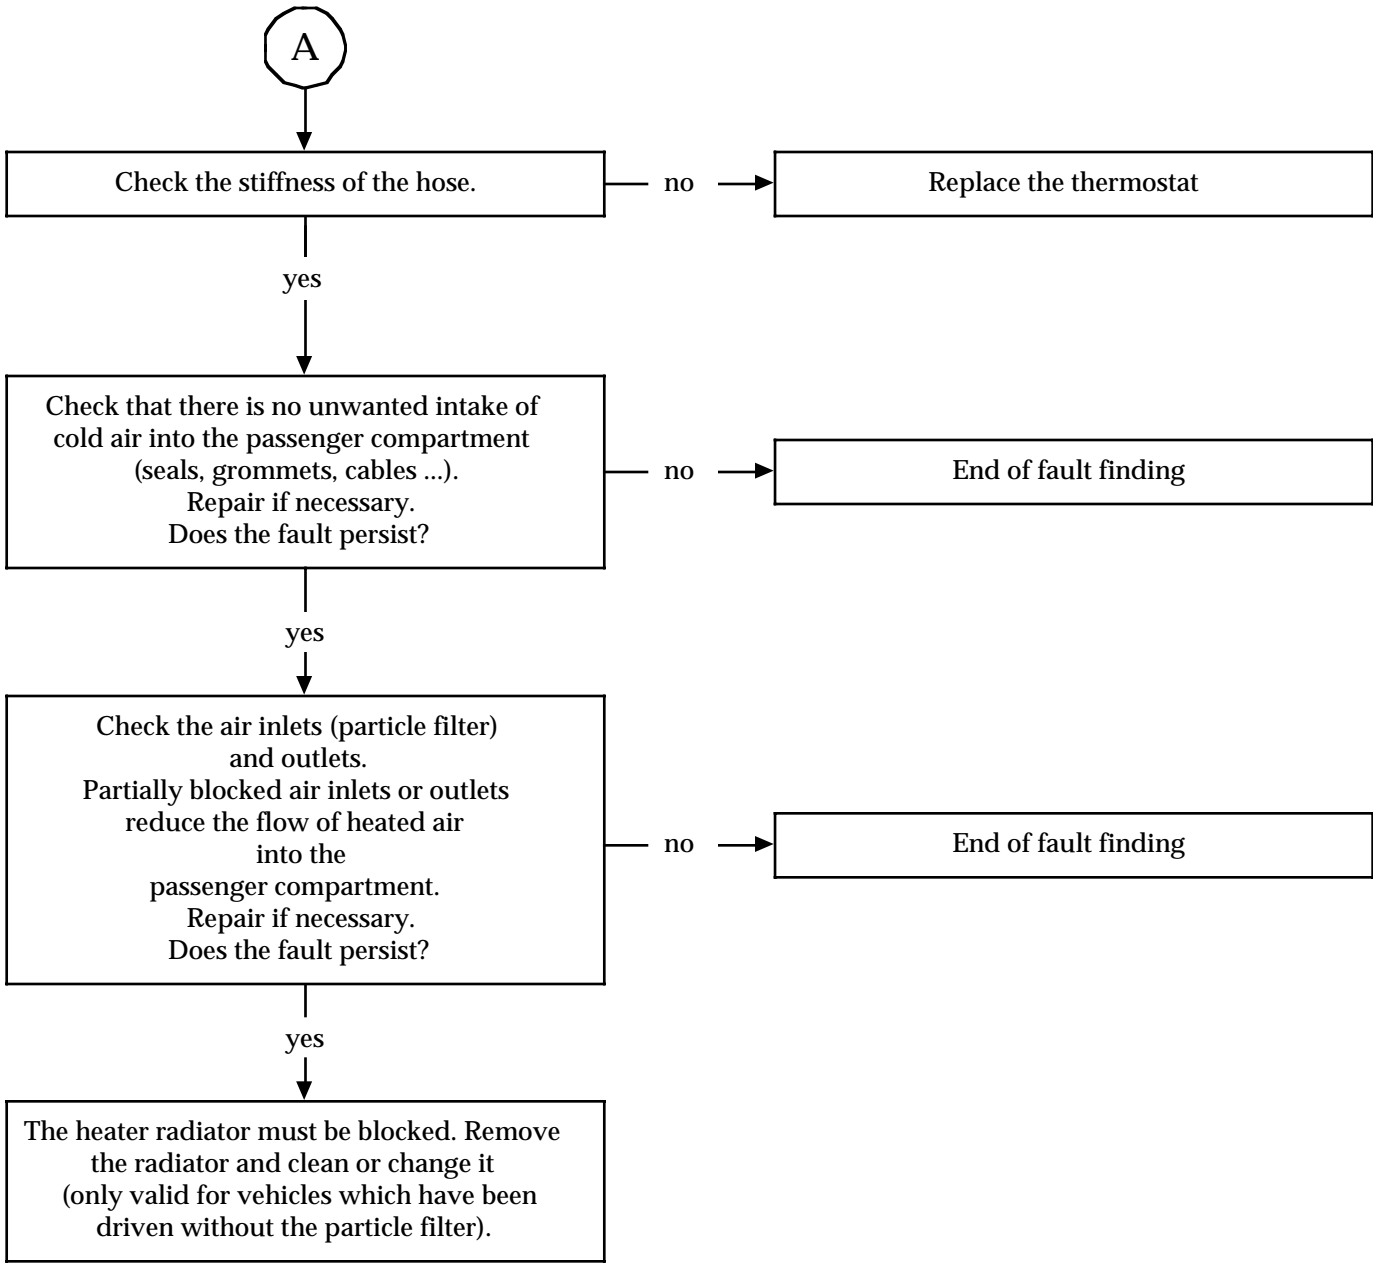 A
Check the stiffness of the hose.
no
Replace the thermostat
yes
Check that there is no unwanted intake of
cold air into the passenger compartment
(seals, grommets, cables ...).
Repair if necessary.
Does the fault persist?
no
End of fault finding
yes
Check the air inlets (particle filter)
and outlets.
Partially blocked air inlets or outlets
reduce the flow of heated air
into the
passenger compartment.
Repair if necessary.
Does the fault persist?
no
End of fault finding
yes
The heater radiator must be blocked. Remove
the radiator and clean or change it
(only valid for vehicles which have been
driven without the particle filter).